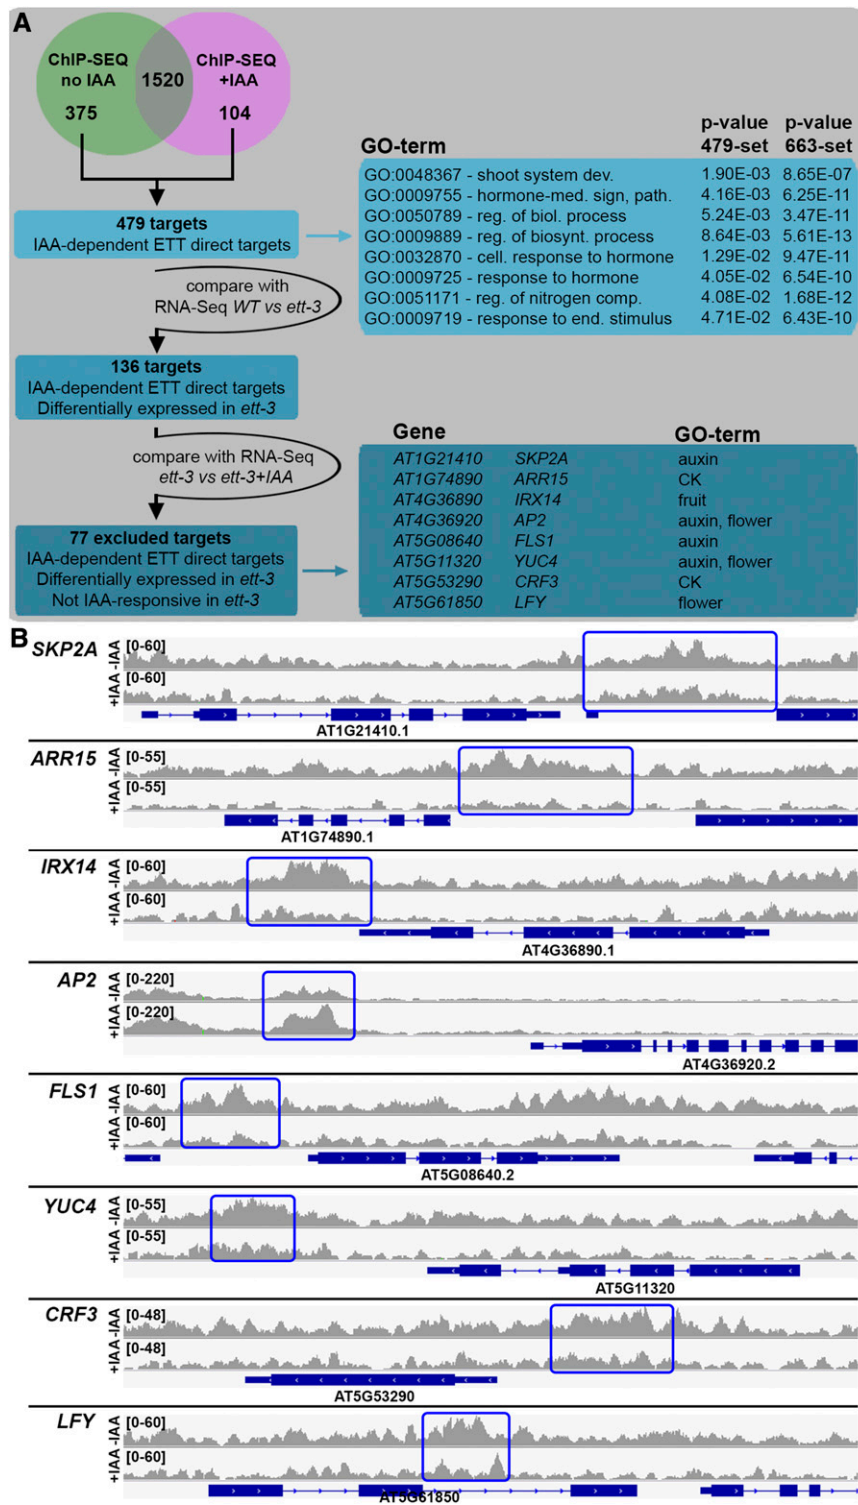 A
ChIP-SEQ
no IAA
375
1520
ChIP-SEQ
+IAA
104
479 targets
IAA-dependent ETT direct targets
compare with
RNA-Seq WT vs ett-3
136 targets
IAA-dependent ETT direct targets
Differentially expressed in ett-3
compare with RNA-Seq
ett-3 vs ett-3+IAA
77 excluded targets
IAA-dependent ETT direct targets
Differentially expressed in ett-3
Not IAA-responsive in ett-3
GO-term p-value 479-set p-value 663-set
GO:0048367 - shoot system dev. 1.90E-03 8.65E-07
GO:0009755 - hormone-med. sign, path. 4.16E-03 6.25E-11
GO:0050789 - reg. of biol. process 5.24E-03 3.47E-11
GO:0009889 - reg. of biosynt. process 8.64E-03 5.61E-13
GO:0032870 - cell. response to hormone 1.29E-02 9.47E-11
GO:0009725 - response to hormone 4.05E-02 6.54E-10
GO:0051171 - reg. of nitrogen comp. 4.08E-02 1.68E-12
GO:0009719 - response to end. stimulus 4.71E-02 6.43E-10
Gene GO-term
AT1G21410 SKP2A auxin
AT1G74890 ARR15 CK
AT4G36890 IRX14 fruit
AT4G36920 AP2 auxin, flower
AT5G08640 FLS1 auxin
AT5G11320 YUC4 auxin, flower
AT5G53290 CRF3 CK
AT5G61850 LFY flower
B
SKP2A
-IAA [0-60]
+IAA [0-60]
AT1G21410.1
ARR15
-IAA [0-55]
+IAA [0-55]
AT1G74890.1
IRX14
-IAA [0-60]
+IAA [0-60]
AT4G36890.1
AP2
-IAA [0-220]
+IAA [0-220]
AT4G36920.2
FLS1
-IAA [0-60]
+IAA [0-60]
AT5G08640.2
YUC4
-IAA [0-55]
+IAA [0-55]
AT5G11320
CRF3
-IAA [0-48]
+IAA [0-48]
AT5G53290
LFY
-IAA [0-60]
+IAA [0-60]
AT5G61850